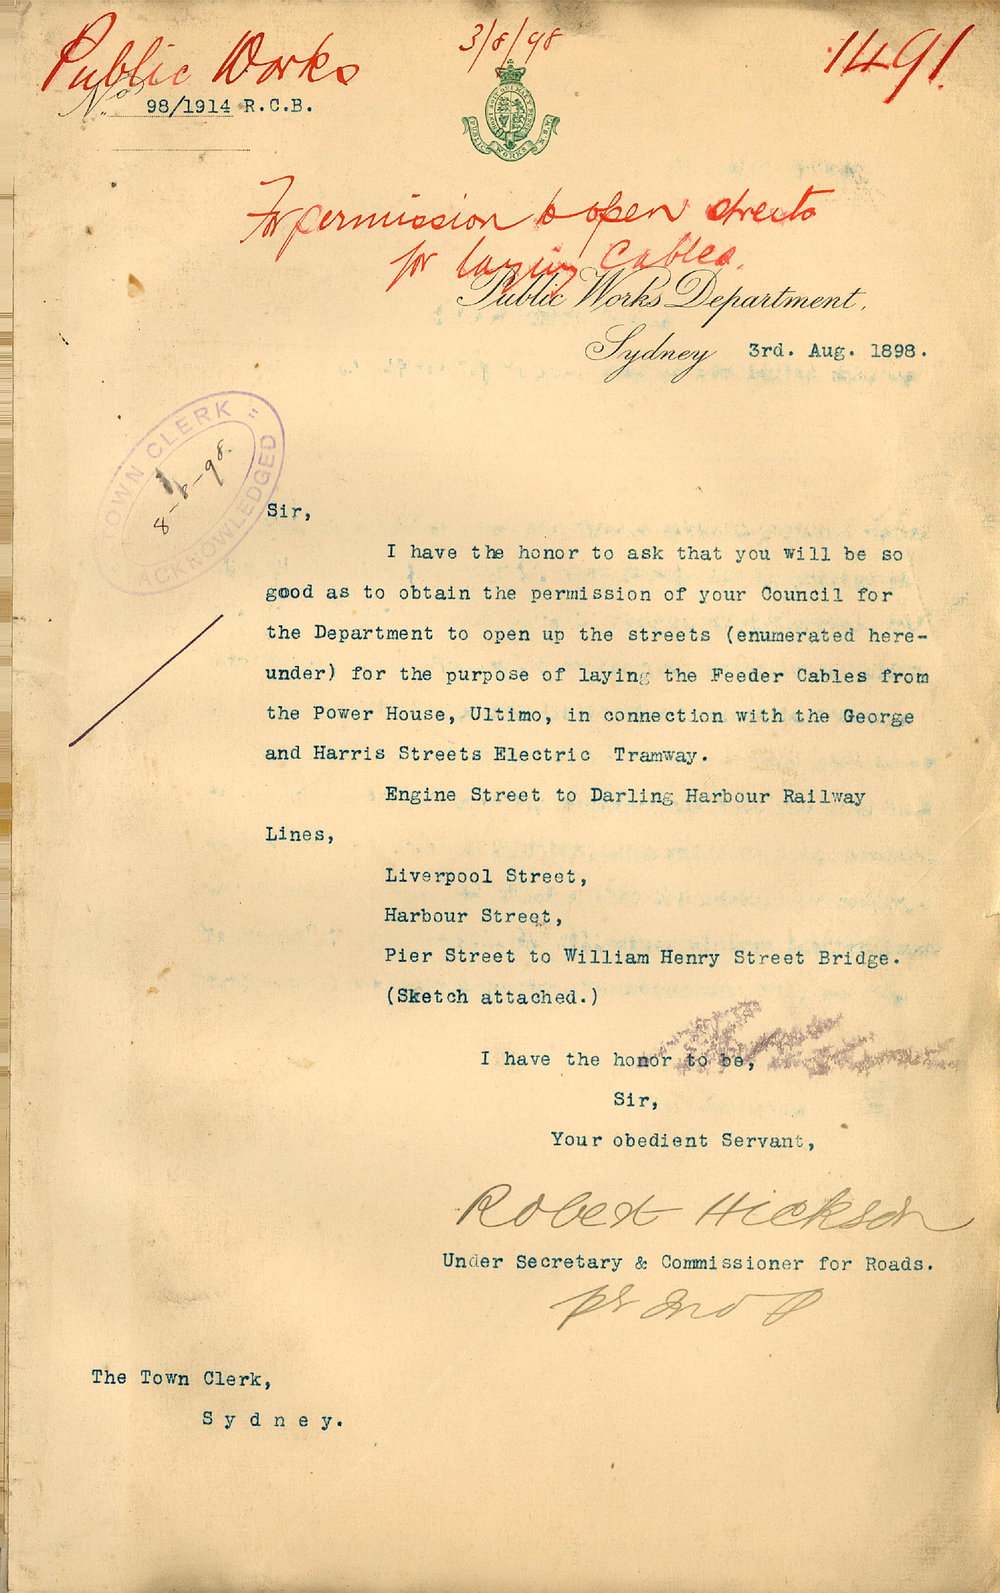 Public Works
3/8/98
1491
No. 98/1914 R.C.B.
PUBLIC WORKS N.S.W.
For permission to open streets
for laying Cables.
Public Works Department,
Sydney 3rd. Aug. 1898.
TOWN CLERK =
8-8-98.
ACKNOWLEDGED
Sir,
I have the honor to ask that you will be so
good as to obtain the permission of your Council for
the Department to open up the streets (enumerated here-
under) for the purpose of laying the Feeder Cables from
the Power House, Ultimo, in connection with the George
and Harris Streets Electric Tramway.
Engine Street to Darling Harbour Railway
Lines,
Liverpool Street,
Harbour Street,
Pier Street to William Henry Street Bridge.
(Sketch attached.)
I have the honor to be,
Sir,
Your obedient Servant,
Robert Hickson
Under Secretary & Commissioner for Roads.
The Town Clerk,
Sydney.